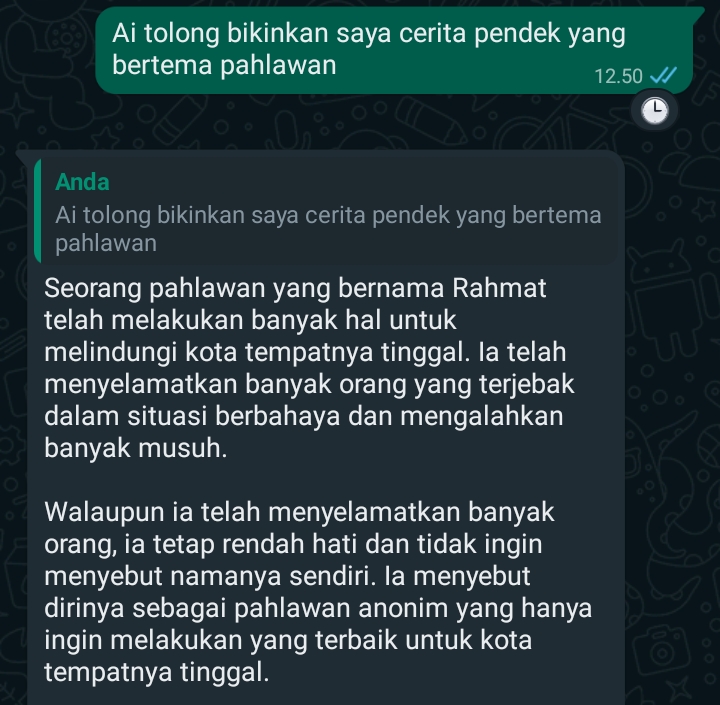 Ai tolong bikinkan saya cerita pendek yang
bertema pahlawan
12.50
Anda
Ai tolong bikinkan saya cerita pendek yang bertema
pahlawan
Seorang pahlawan yang bernama Rahmat
telah melakukan banyak hal untuk
melindungi kota tempatnya tinggal. Ia telah
menyelamatkan banyak orang yang terjebak
dalam situasi berbahaya dan mengalahkan
banyak musuh.
Walaupun ia telah menyelamatkan banyak
orang, ia tetap rendah hati dan tidak ingin
menyebut namanya sendiri. Ia menyebut
dirinya sebagai pahlawan anonim yang hanya
ingin melakukan yang terbaik untuk kota
tempatnya tinggal.